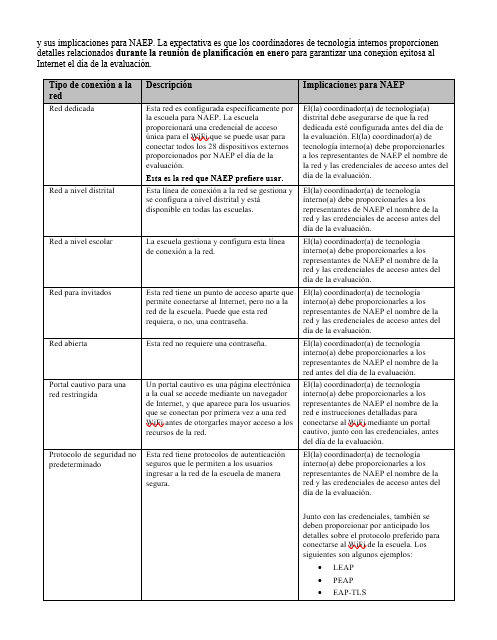 y sus implicaciones para NAEP. La expectativa es que los coordinadores de tecnología internos proporcionen
detalles relacionados durante la reunión de planificación en enero para garantizar una conexión exitosa al
Internet el día de la evaluación.
Tipo de conexión a la
red
Descripción
Implicaciones para NAEP
Red dedicada
Esta red es configurada específicamente por
la escuela para NAEP. La escuela
proporcionará una credencial de acceso
única para el WiFi que se puede usar para
conectar todos los 28 dispositivos externos
proporcionados por NAEP el día de la
evaluación.
Esta es la red que NAEP prefiere usar.
El(la) coordinador(a) de tecnología(a)
distrital debe asegurarse de que la red
dedicada esté configurada antes del día de
la evaluación. El(la) coordinador(a) de
tecnología interno(a) debe proporcionarles
a los representantes de NAEP el nombre de
la red y las credenciales de acceso antes
del día de la evaluación.
Red a nivel distrital
Esta línea de conexión a la red se gestiona y
se configura a nivel distrital y está
disponible en todas las escuelas.
El(la) coordinador(a) de tecnología
interno(a) debe proporcionarles a los
representantes de NAEP el nombre de la
red y las credenciales de acceso antes del
día de la evaluación.
Red a nivel escolar
La escuela gestiona y configura esta línea
de conexión a la red.
El(la) coordinador(a) de tecnología
interno(a) debe proporcionarles a los
representantes de NAEP el nombre de la
red y las credenciales de acceso antes del
día de la evaluación.
Red para invitados
Esta red tiene un punto de acceso aparte que
permite conectarse al Internet, pero no a la
red de la escuela. Puede que esta red
requiera, o no, una contraseña.
El(la) coordinador(a) de tecnología
interno(a) debe proporcionarles a los
representantes de NAEP el nombre de la
red y las credenciales de acceso antes del
día de la evaluación.
Red abierta
Esta red no requiere una contraseña.
El(la) coordinador(a) de tecnología
interno(a) debe proporcionarles a los
representantes de NAEP el nombre de la
red antes del día de la evaluación.
Portal cautivo para una
red restringida
Un portal cautivo es una página electrónica
a la cual se accede mediante un navegador
de Internet, y que aparece para los usuarios
que se conectan por primera vez a una red
WiFi antes de otorgarles mayor acceso a los
recursos de la red.
El(la) coordinador(a) de tecnología
interno(a) debe proporcionarles a los
representantes de NAEP el nombre de la
red e instrucciones detalladas para
conectarse al WiFi mediante un portal
cautivo, junto con las credenciales, antes
del día de la evaluación.
Protocolo de seguridad no
predeterminado
Esta red tiene protocolos de autenticación
seguros que le permiten a los usuarios
ingresar a la red de la escuela de manera
segura.
El(la) coordinador(a) de tecnología
interno(a) debe proporcionarles a los
representantes de NAEP el nombre de la
red y las credenciales de acceso antes del
día de la evaluación.
Junto con las credenciales, también se
deben proporcionar por anticipado los
detalles sobre el protocolo preferido para
conectarse al WiFi de la escuela. Los
siguientes son algunos ejemplos:
• LEAP
• PEAP
• EAP-TLS